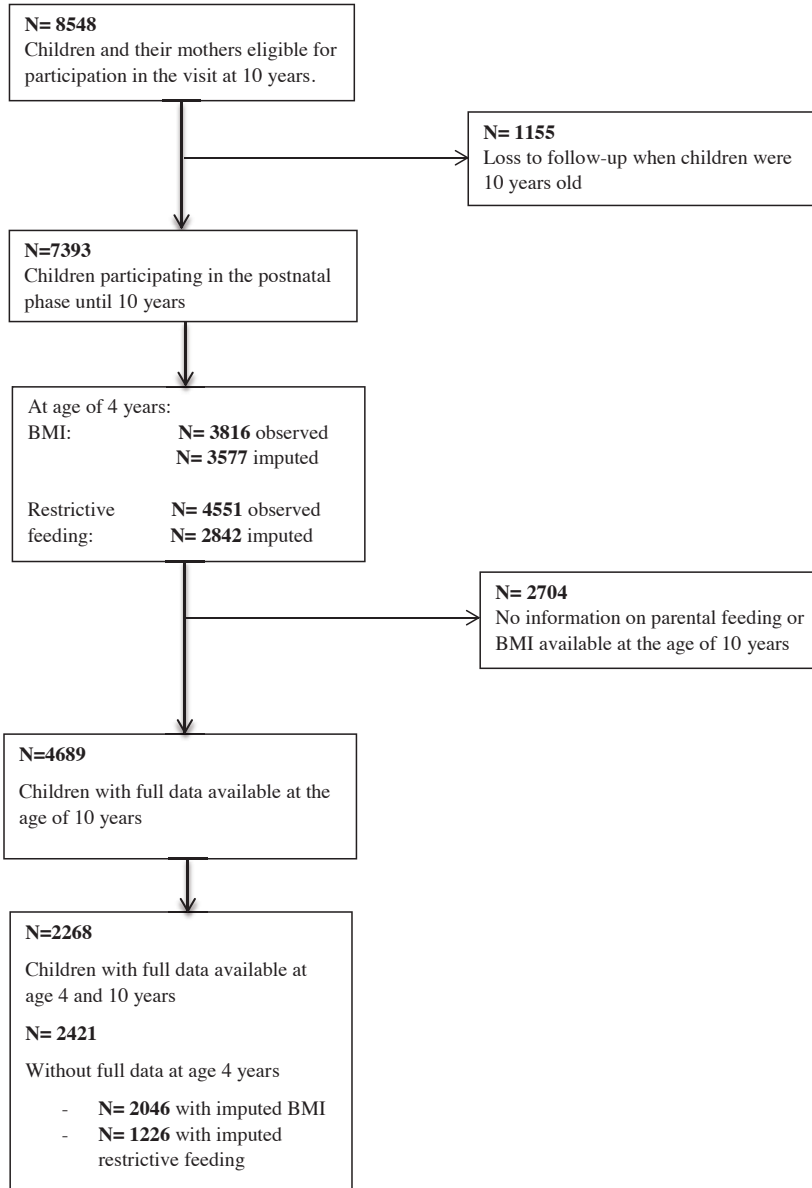 N= 8548
Children and their mothers eligible for
participation in the visit at 10 years.
N= 1155
Loss to follow-up when children were
10 years old
N=7393
Children participating in the postnatal
phase until 10 years
At age of 4 years:
BMI: N= 3816 observed
N= 3577 imputed
Restrictive N= 4551 observed
feeding: N= 2842 imputed
N= 2704
No information on parental feeding or
BMI available at the age of 10 years
N=4689
Children with full data available at the
age of 10 years
N=2268
Children with full data available at
age 4 and 10 years
N= 2421
Without full data at age 4 years
- N= 2046 with imputed BMI
- N= 1226 with imputed
restrictive feeding